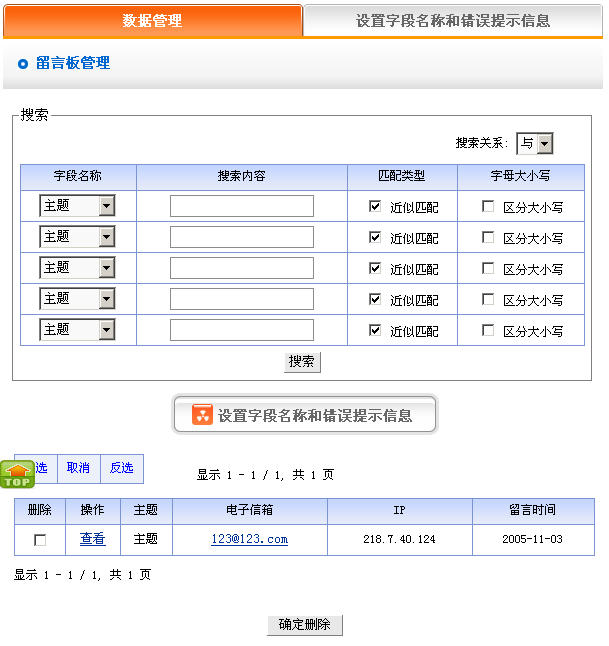 数据管理 设置字段名称和错误提示信息
留言板管理
搜索
搜索关系: 与
字段名称 搜索内容 匹配类型 字母大小写
主题 近似匹配 区分大小写
主题 近似匹配 区分大小写
主题 近似匹配 区分大小写
主题 近似匹配 区分大小写
主题 近似匹配 区分大小写
搜索
设置字段名称和错误提示信息
选 取消 反选 显示 1 - 1 / 1, 共 1 页
TOP
删除 操作 主题 电子信箱 IP 留言时间
查看 主题 123@123.com 218.7.40.124 2005-11-03
显示 1 - 1 / 1, 共 1 页
确定删除